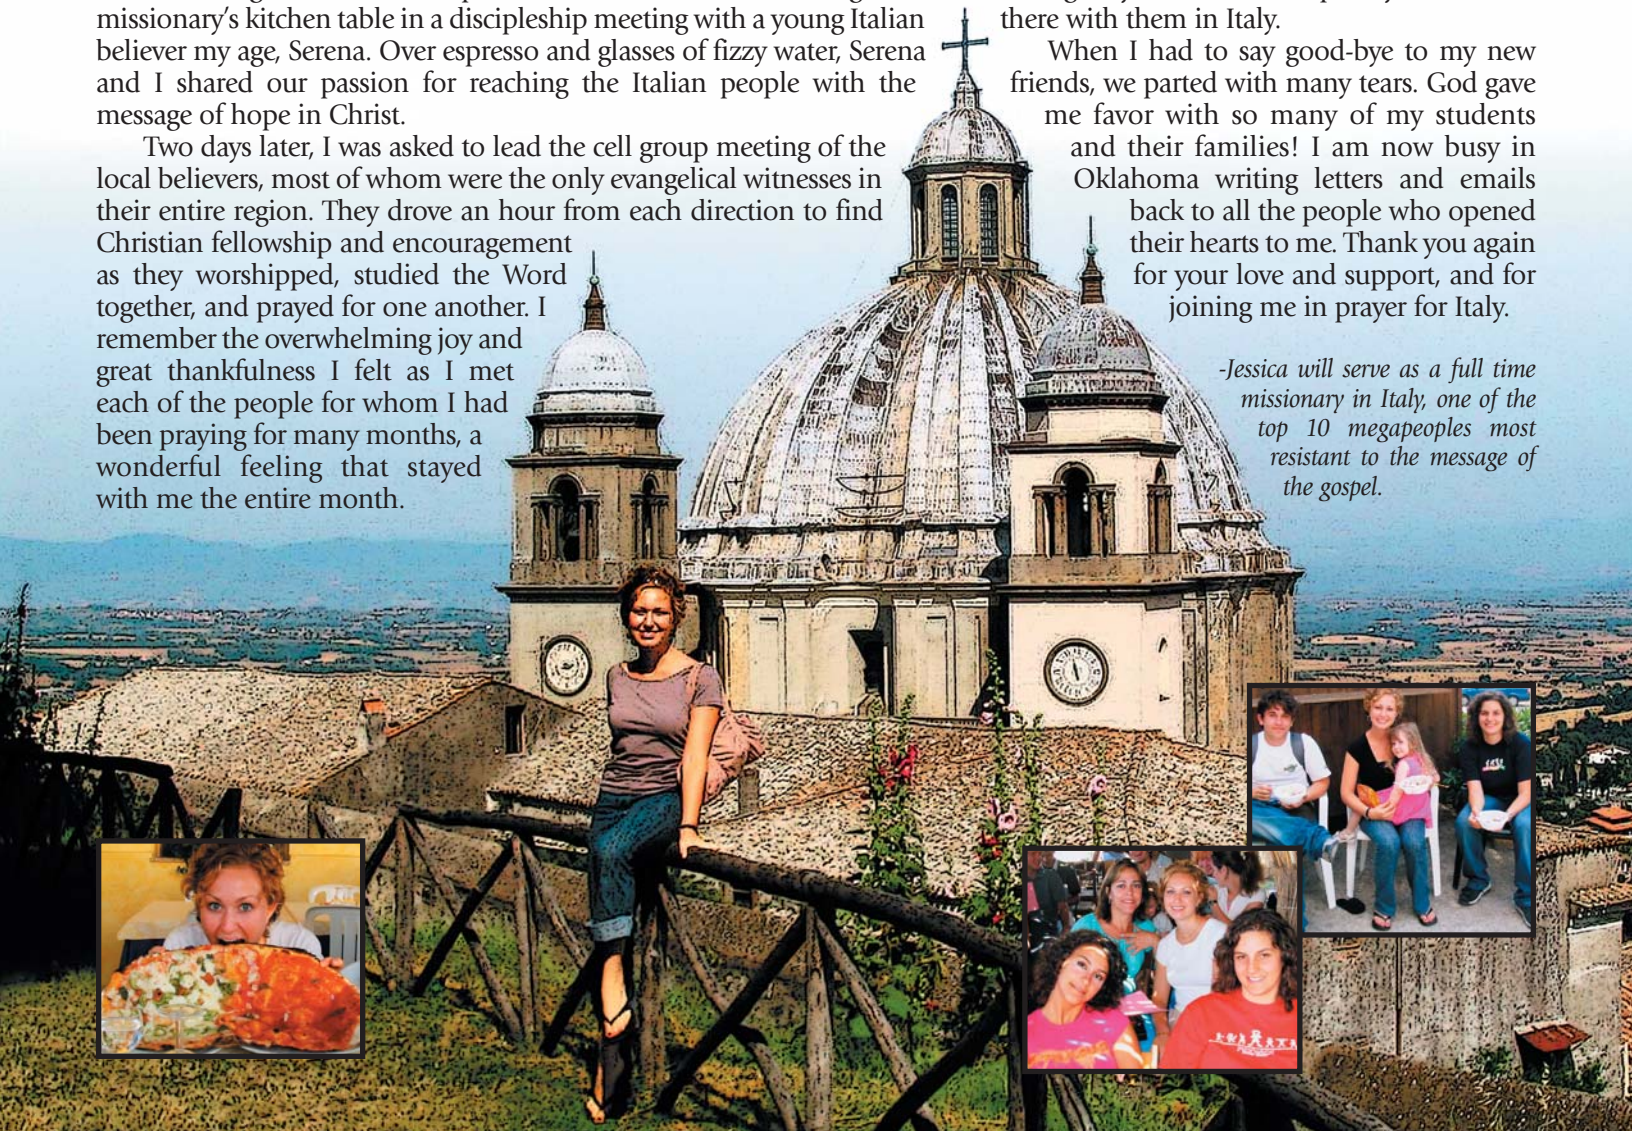 missionary's kitchen table in a discipleship meeting with a young Italian
believer my age, Serena. Over espresso and glasses of fizzy water, Serena
and I shared our passion for reaching the Italian people with the
message of hope in Christ.
Two days later, I was asked to lead the cell group meeting of the
local believers, most of whom were the only evangelical witnesses in
their entire region. They drove an hour from each direction to find
Christian fellowship and encouragement
as they worshipped, studied the Word
together, and prayed for one another. I
remember the overwhelming joy and
great thankfulness I felt as I met
each of the people for whom I had
been praying for many months, a
wonderful feeling that stayed
with me the entire month.
there with them in Italy.
When I had to say good-bye to my new
friends, we parted with many tears. God gave
me favor with so many of my students
and their families! I am now busy in
Oklahoma writing letters and emails
back to all the people who opened
their hearts to me. Thank you again
for your love and support, and for
joining me in prayer for Italy.
-Jessica will serve as a full time
missionary in Italy, one of the
top 10 megapeoples most
resistant to the message of
the gospel.